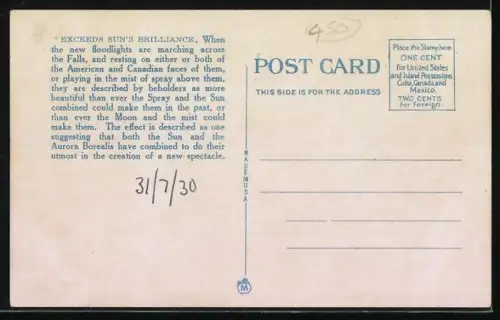 "EXCEEDS SUN'S BRILLIANCE, When
the new floodlights are marching across
the Falls, and resting on either or both of
the American and Canadian faces of them,
or playing in the mist of spray above them,
they are described by beholders as more
beautiful than ever the Spray and the Sun
combined could make them in the past, or
than ever the Moon and the mist could
make them. The effect is described as one
suggesting that both the Sun and the
Aurora Borealis have combined to do their
utmost in the creation of a new spectacle.
31/7/30
MADE IN U.S.A.
M
POST CARD
THIS SIDE IS FOR THE ADDRESS
Place the Stamp here
ONE CENT
for United States
and Island Possessions
Cuba, Canada and
Mexico.
TWO CENTS
for Foreign.